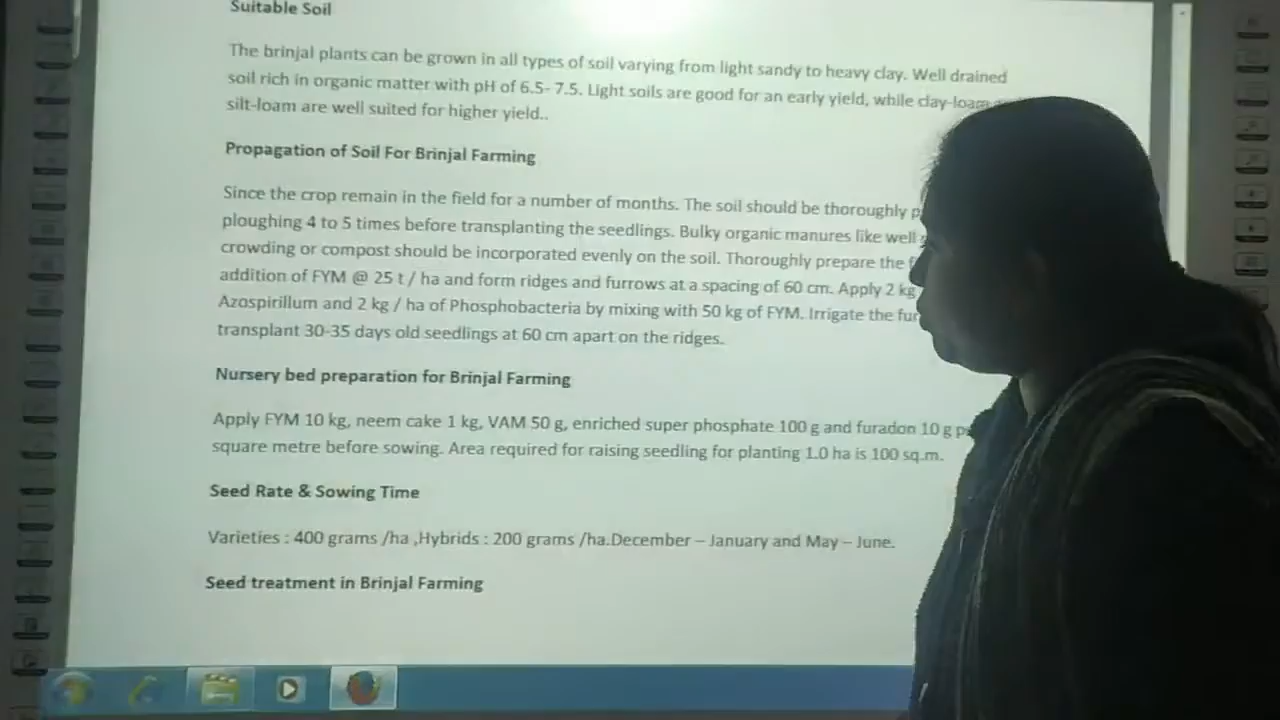 Suitable Soil
The brinjal plants can be grown in all types of soil varying from light sandy to heavy clay. Well drained
soil rich in organic matter with pH of 6.5- 7.5. Light soils are good for an early yield, while clay-loam
silt-loam are well suited for higher yield..
Propagation of Soil For Brinjal Farming
Since the crop remain in the field for a number of months. The soil should be thoroughly
ploughing 4 to 5 times before transplanting the seedlings. Bulky organic manures like well
crowding or compost should be incorporated evenly on the soil. Thoroughly prepare the
addition of FYM @ 25 t / ha and form ridges and furrows at a spacing of 60 cm. Apply 2 kg
Azospirillum and 2 kg / ha of Phosphobacteria by mixing with 50 kg of FYM. Irrigate the
transplant 30-35 days old seedlings at 60 cm apart on the ridges.
Nursery bed preparation for Brinjal Farming
Apply FYM 10 kg, neem cake 1 kg, VAM 50 g, enriched super phosphate 100 g and furadon 10 g
square metre before sowing. Area required for raising seedling for planting 1.0 ha is 100 sq.m.
Seed Rate & Sowing Time
Varieties : 400 grams /ha ,Hybrids : 200 grams /ha.December – January and May – June.
Seed treatment in Brinjal Farming